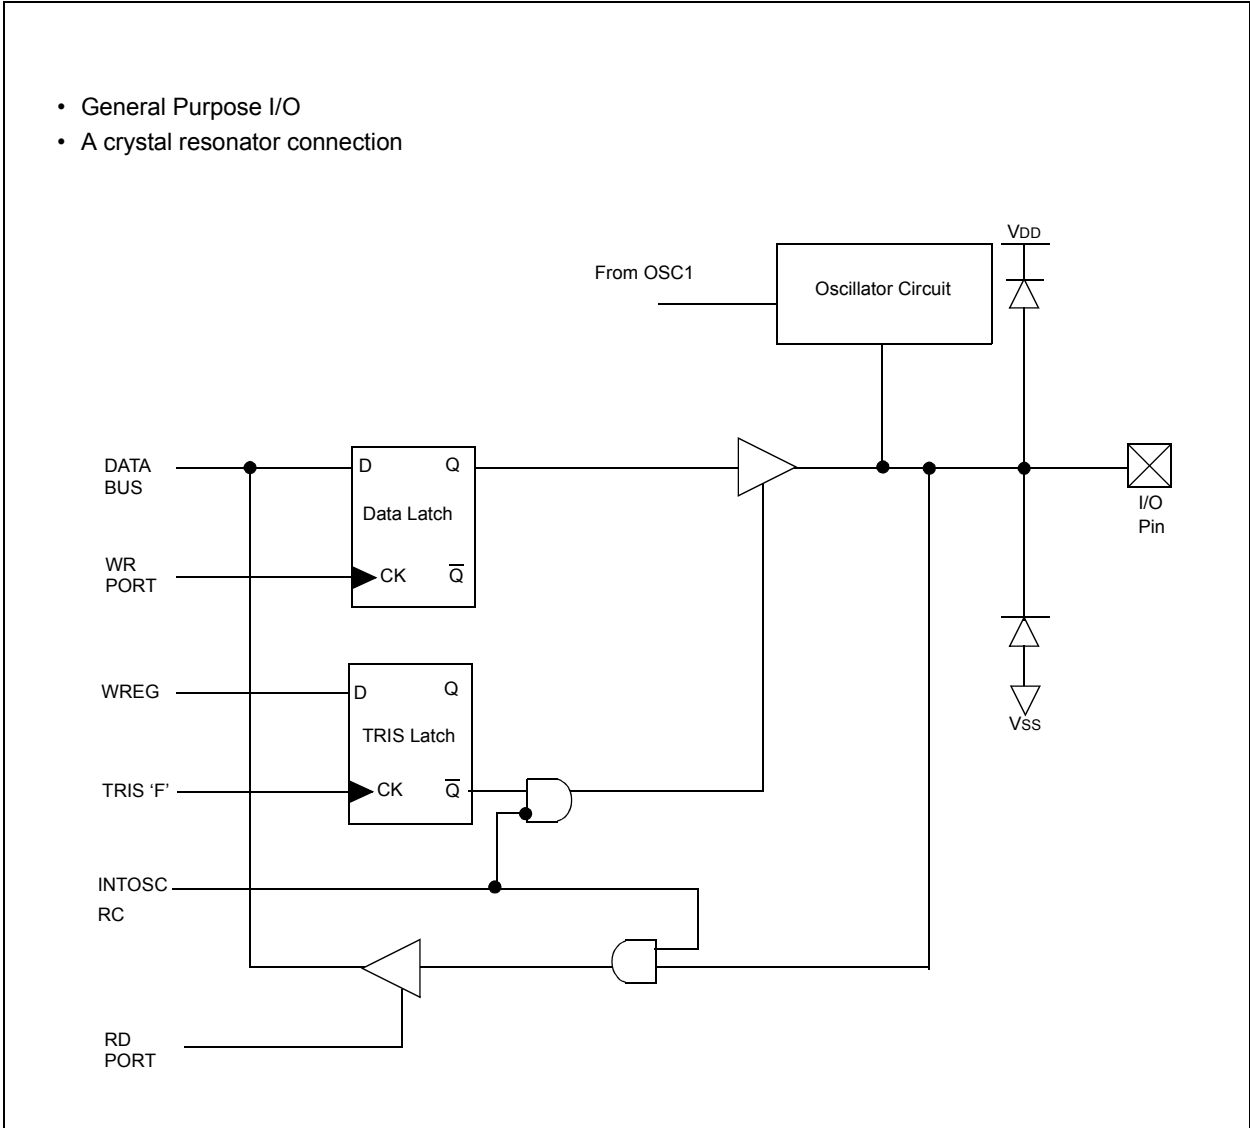 • General Purpose I/O
• A crystal resonator connection
VDD
From OSC1
Oscillator Circuit
DATA
BUS
D
Q
Data Latch
I/O
Pin
WR
PORT
CK
Q
WREG
D
Q
TRIS Latch
VSS
TRIS ‘F’
CK
Q
INTOSC
RC
RD
PORT